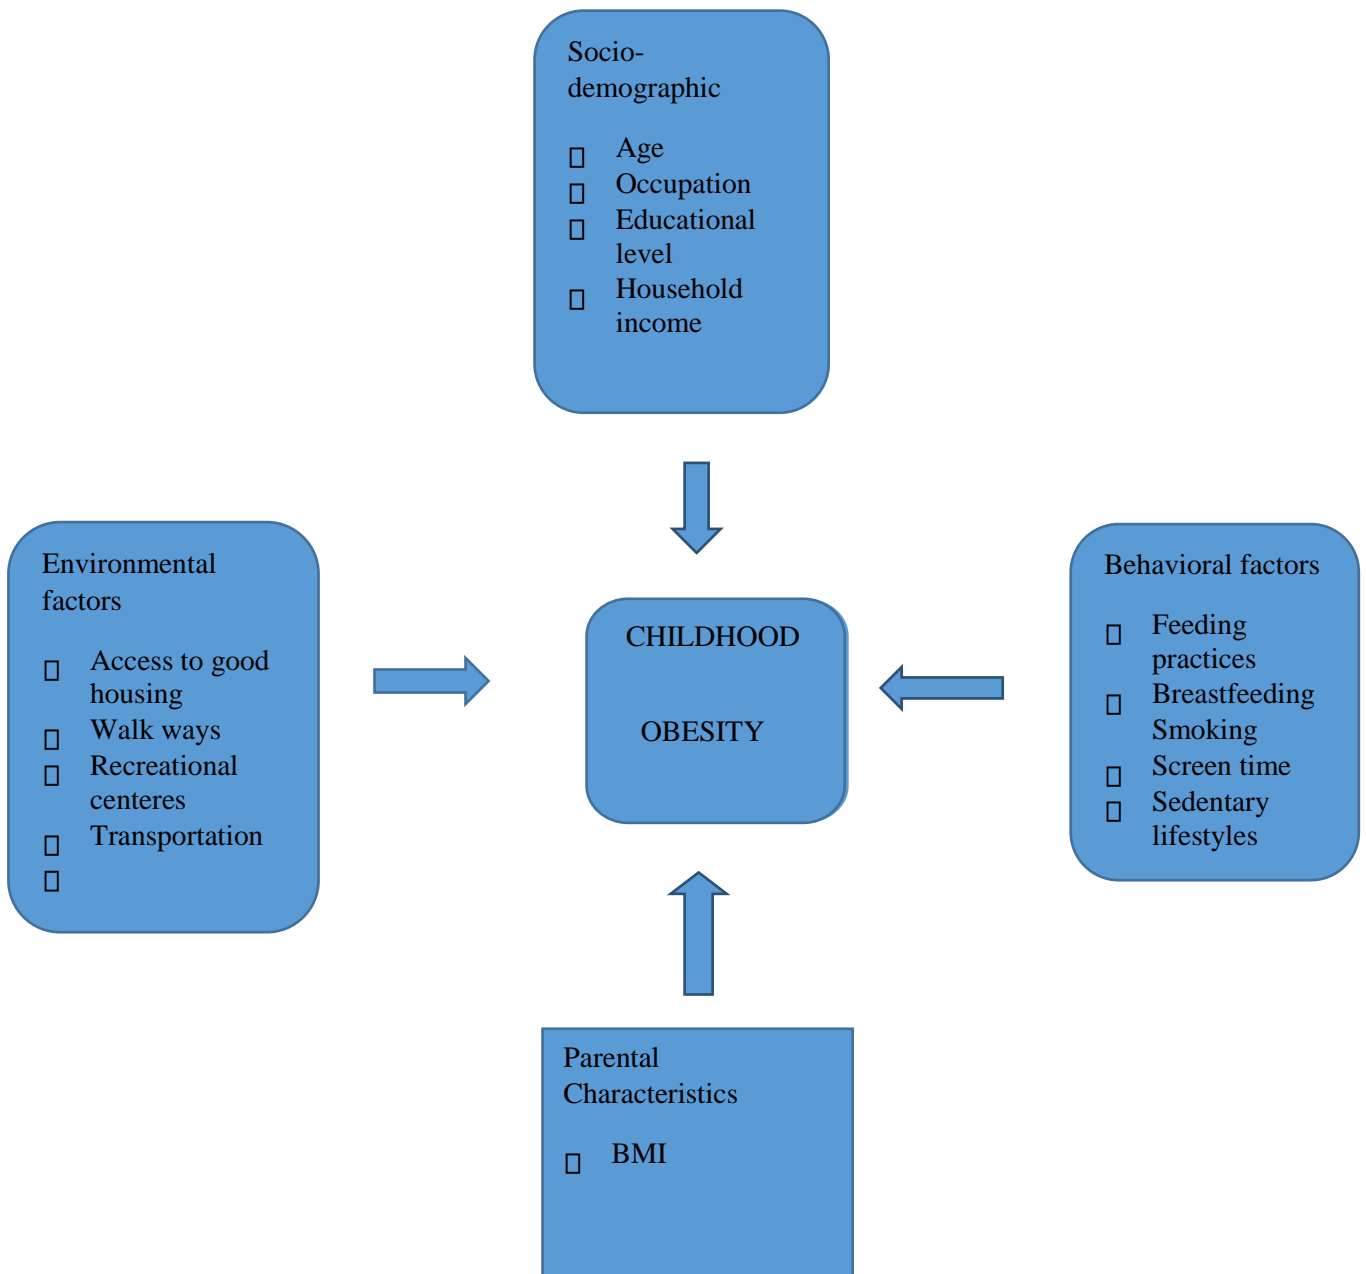 Socio-
demographic
Age
Occupation
Educational
level
Household
income
Environmental
factors
Access to good
housing
Walk ways
Recreational
centeres
Transportation
CHILDHOOD
OBESITY
Behavioral factors
Feeding
practices
Breastfeeding
Smoking
Screen time
Sedentary
lifestyles
Parental
Characteristics
BMI